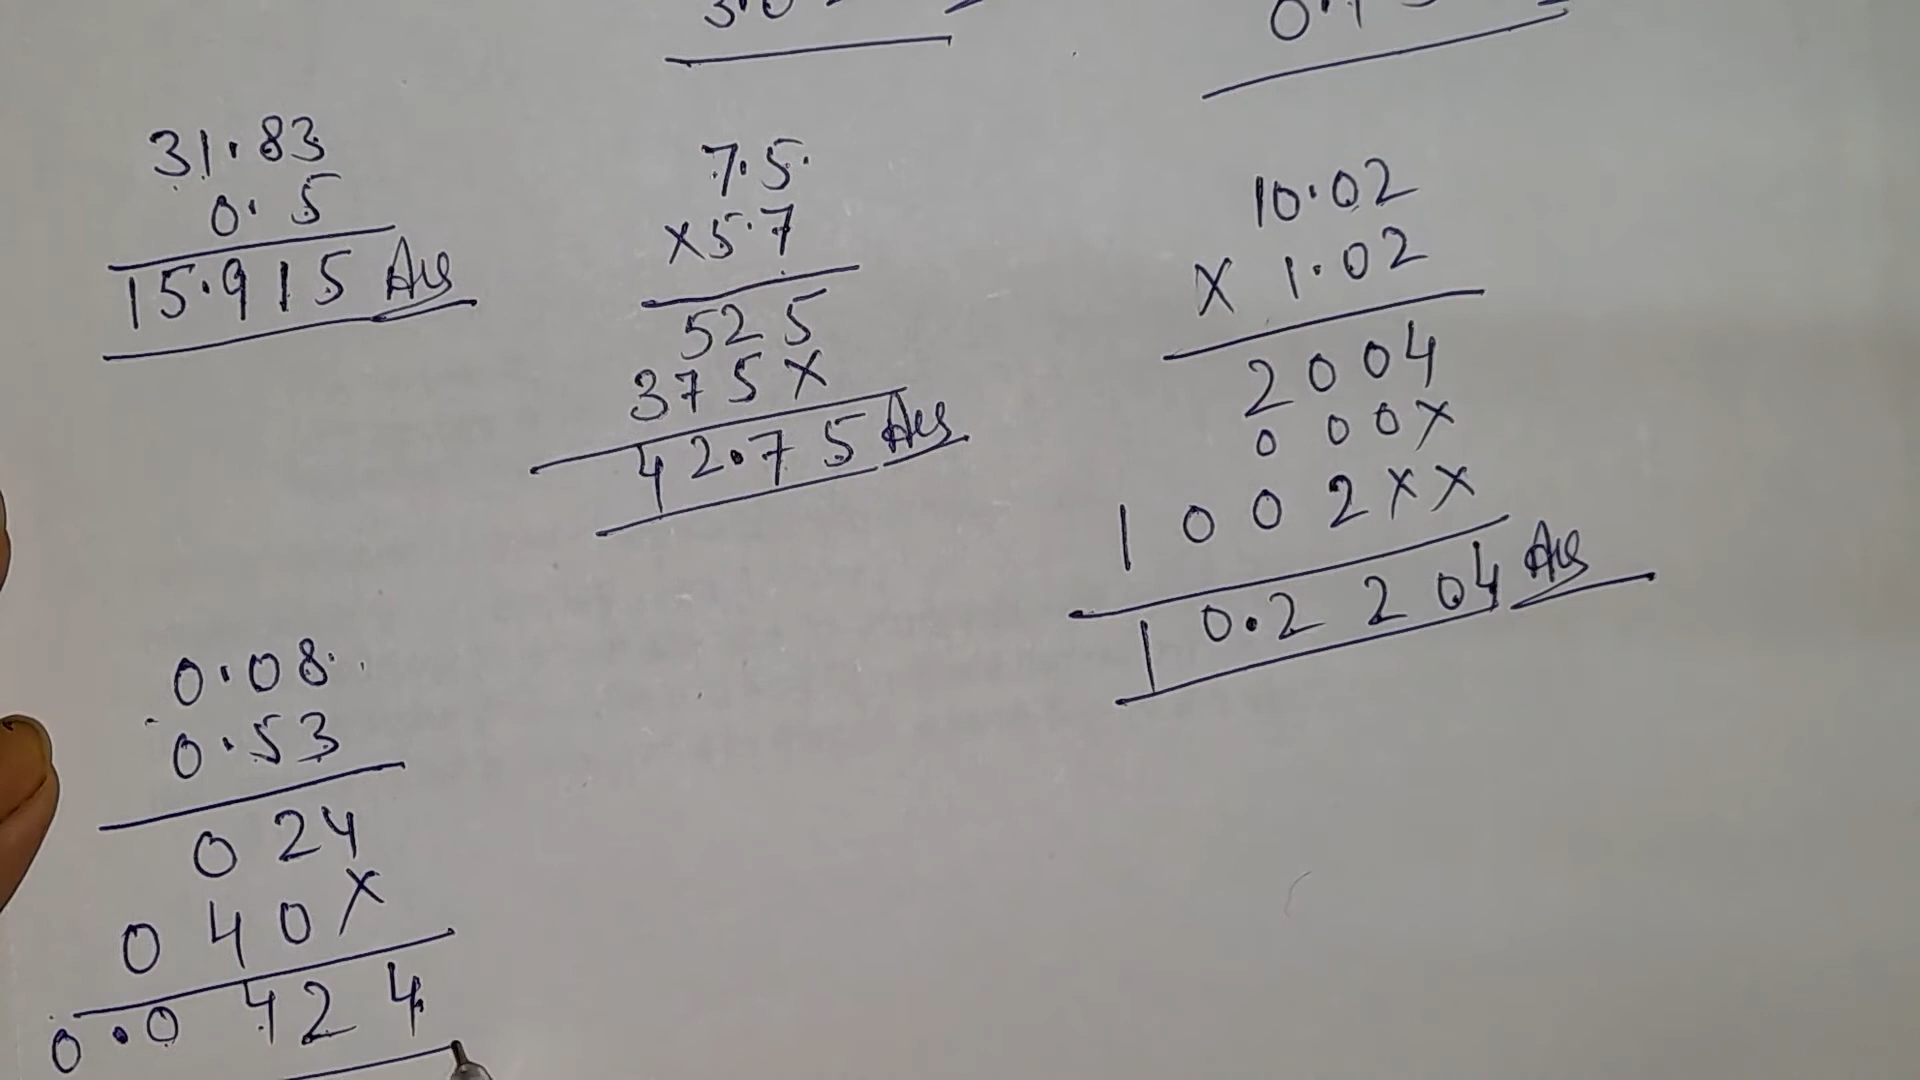 31.83
0.5
15.915 Ans
7.5
x5.7
525
375x
42.75 Ans
10.02
x 1.02
2004
000x
1002xx
10.2204 Ans
0.08
0.53
024
040x
0.0424